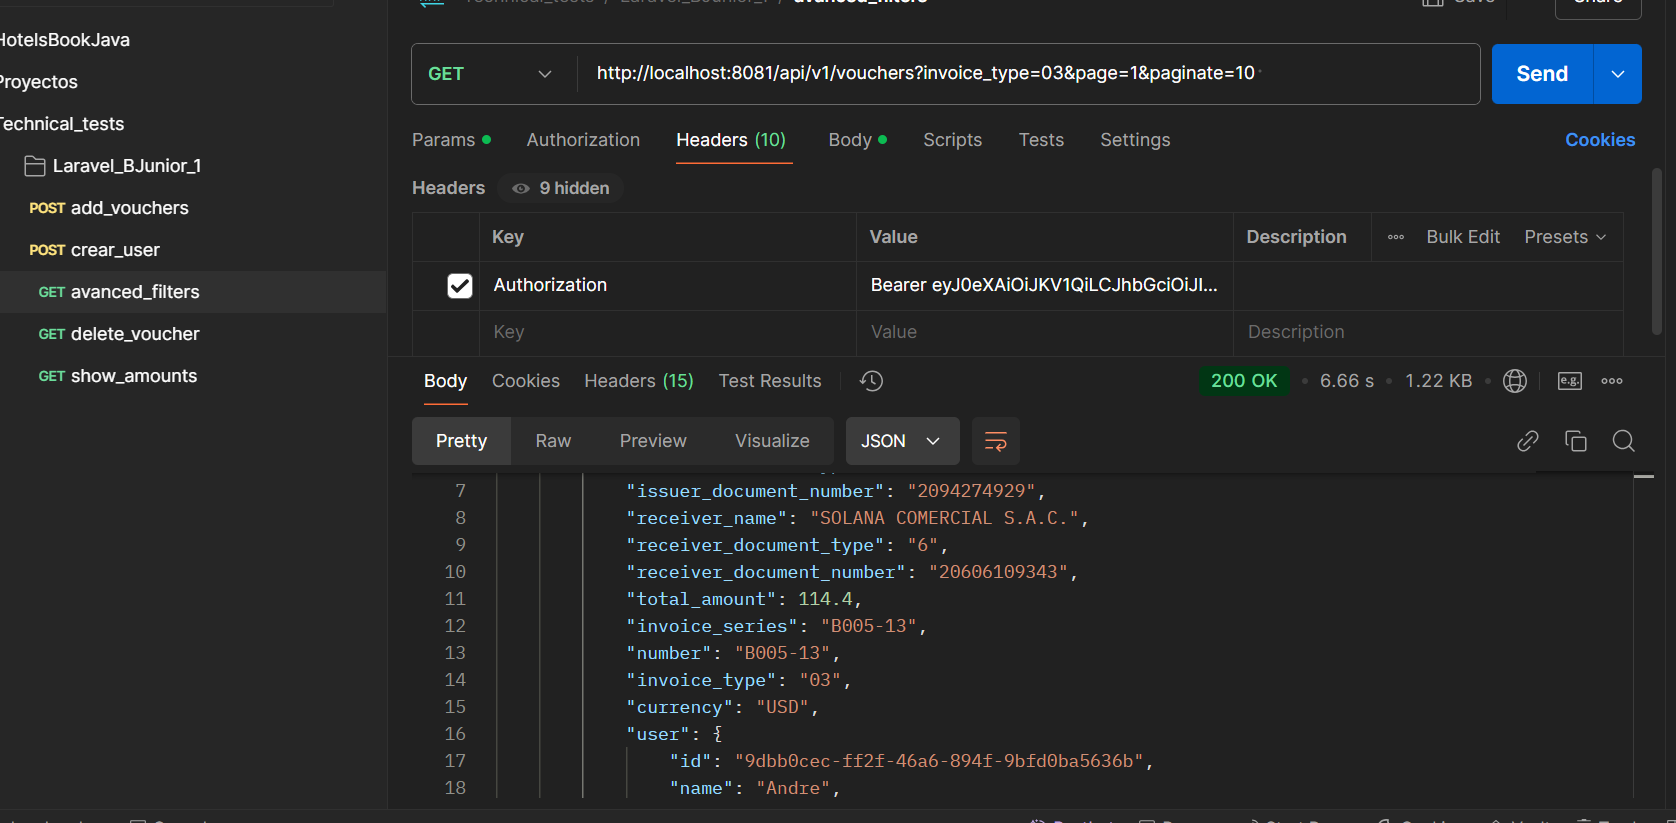 avanced_filters
Save
Share
HotelsBookJava
Proyectos
Technical_tests
Laravel_BJunior_1
POST add_vouchers
POST crear_user
GET avanced_filters
GET delete_voucher
GET show_amounts
GET http://localhost:8081/api/v1/vouchers?invoice_type=03&page=1&paginate=10 Send
Params Authorization Headers (10) Body Scripts Tests Settings Cookies
Headers 9 hidden
Key Value Description Bulk Edit Presets
Authorization Bearer eyJ0eXAiOiJKV1QiLCJhbGciOiJI...
Key Value Description
Body Cookies Headers (15) Test Results 200 OK 6.66 s 1.22 KB e.g.
Pretty Raw Preview Visualize JSON
7 "issuer_document_number": "2094274929",
8 "receiver_name": "SOLANA COMERCIAL S.A.C.",
9 "receiver_document_type": "6",
10 "receiver_document_number": "20606109343",
11 "total_amount": 114.4,
12 "invoice_series": "B005-13",
13 "number": "B005-13",
14 "invoice_type": "03",
15 "currency": "USD",
16 "user": {
17 "id": "9dbb0cec-ff2f-46a6-894f-9bfd0ba5636b",
18 "name": "Andre",